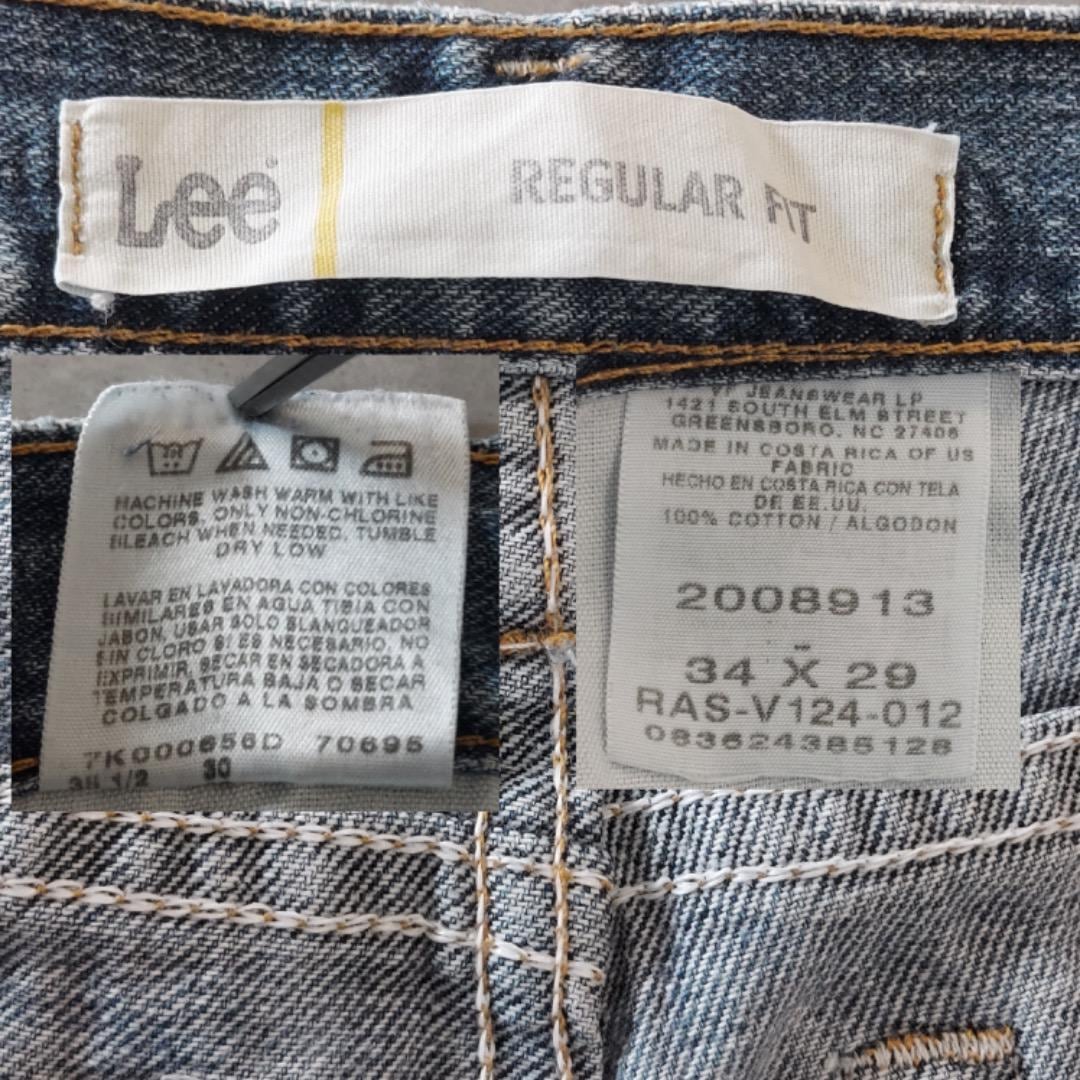 Lee
REGULAR FIT
MACHINE WASH WARM WITH LIKE
COLORS, ONLY NON-CHLORINE
BLEACH WHEN NEEDED, TUMBLE
DRY LOW
LAVAR EN LAVADORA CON COLORES
SIMILARES EN AGUA TIBIA CON
JABON, USAR SOLO BLANQUEADOR
SIN CLORO SI ES NECESARIO, NO
EXPRIMIR, SECAR EN SECADORA A
TEMPERATURA BAJA O SECAR
COLGADO A LA SOMBRA
7K000656D 70695
1/2 30
JEANSWEAR LP
1421 SOUTH ELM STREET
GREENSBORO, NC 27406
MADE IN COSTA RICA OF US
FABRIC
HECHO EN COSTA RICA CON TELA
DE EE.UU.
100% COTTON / ALGODON
2008913
34 X 29
RAS-V124-012
083624385128